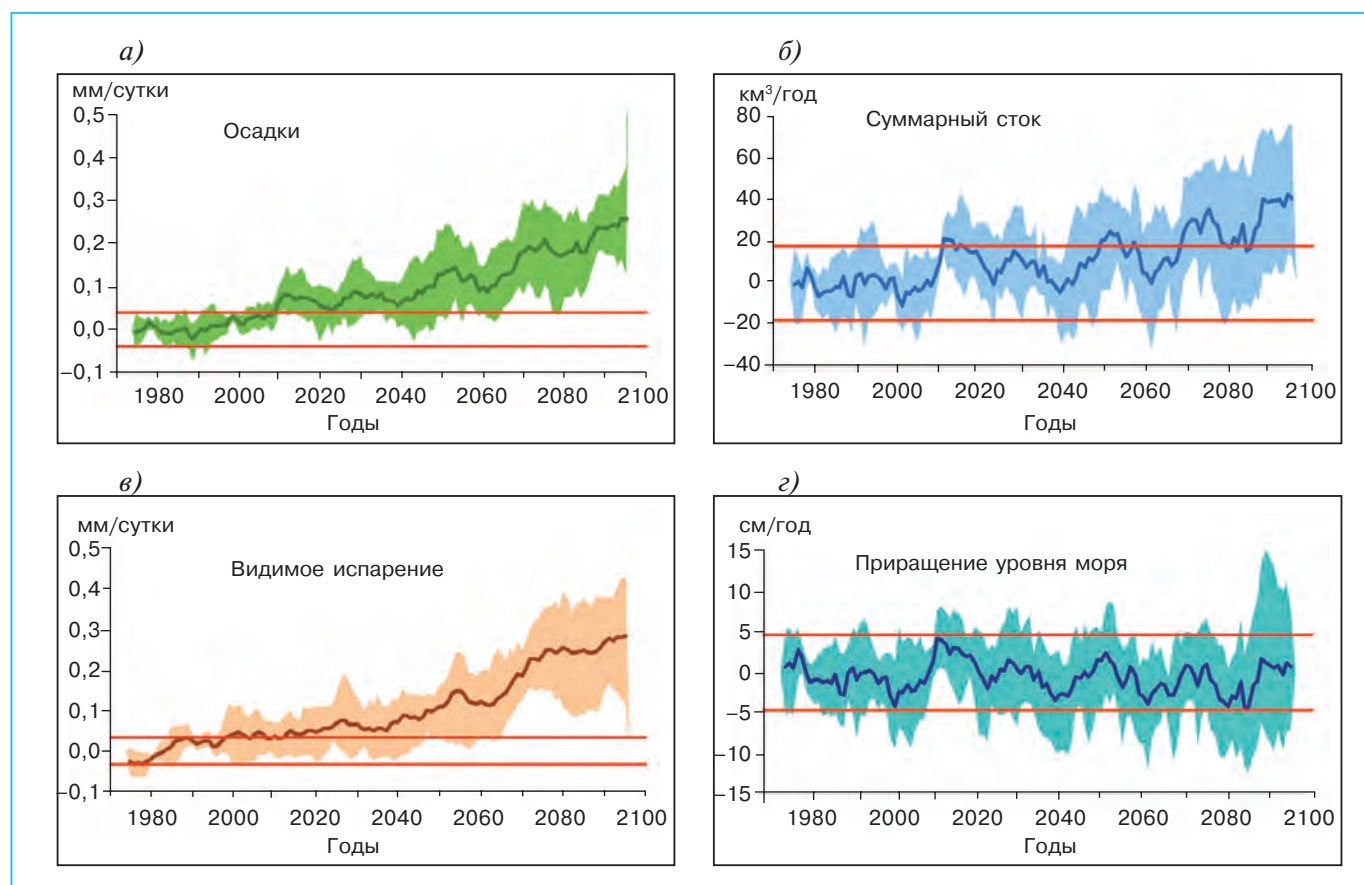 а)
мм/сутки
Осадки
0,5
0,4
0,3
0,2
0,1
0,0
−0,1
1980 2000 2020 2040 2060 2080 2100
Годы
б)
км³/год
Суммарный сток
80
60
40
20
0
−20
−40
1980 2000 2020 2040 2060 2080 2100
Годы
в)
мм/сутки
Видимое испарение
0,5
0,4
0,3
0,2
0,1
0,0
−0,1
1980 2000 2020 2040 2060 2080 2100
Годы
г)
см/год
Приращение уровня моря
15
10
5
0
−5
−10
−15
1980 2000 2020 2040 2060 2080 2100
Годы